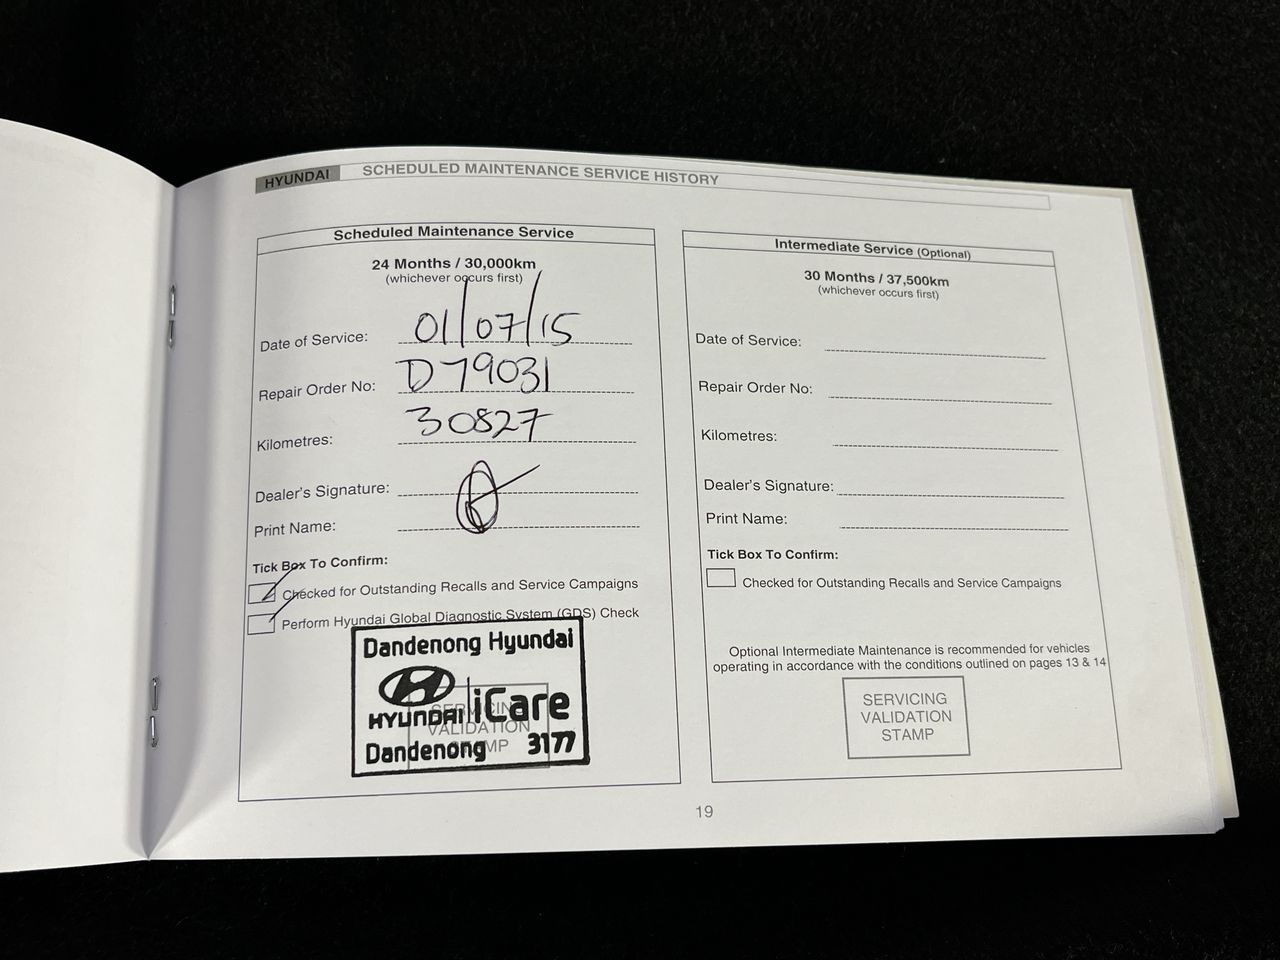 HYUNDAI SCHEDULED MAINTENANCE SERVICE HISTORY
Scheduled Maintenance Service
24 Months / 30,000km
(whichever occurs first)
Date of Service: 01/07/15
Repair Order No: D79031
Kilometres: 30827
Dealer's Signature:
Print Name:
Tick Box To Confirm:
Checked for Outstanding Recalls and Service Campaigns
Perform Hyundai Global Diagnostic System (GDS) Check
Dandenong Hyundai
HYUNDAI iCare
Dandenong 3177
SERVICING
VALIDATION
STAMP
Intermediate Service (Optional)
30 Months / 37,500km
(whichever occurs first)
Date of Service:
Repair Order No:
Kilometres:
Dealer's Signature:
Print Name:
Tick Box To Confirm:
Checked for Outstanding Recalls and Service Campaigns
Optional Intermediate Maintenance is recommended for vehicles
operating in accordance with the conditions outlined on pages 13 & 14
SERVICING
VALIDATION
STAMP
19